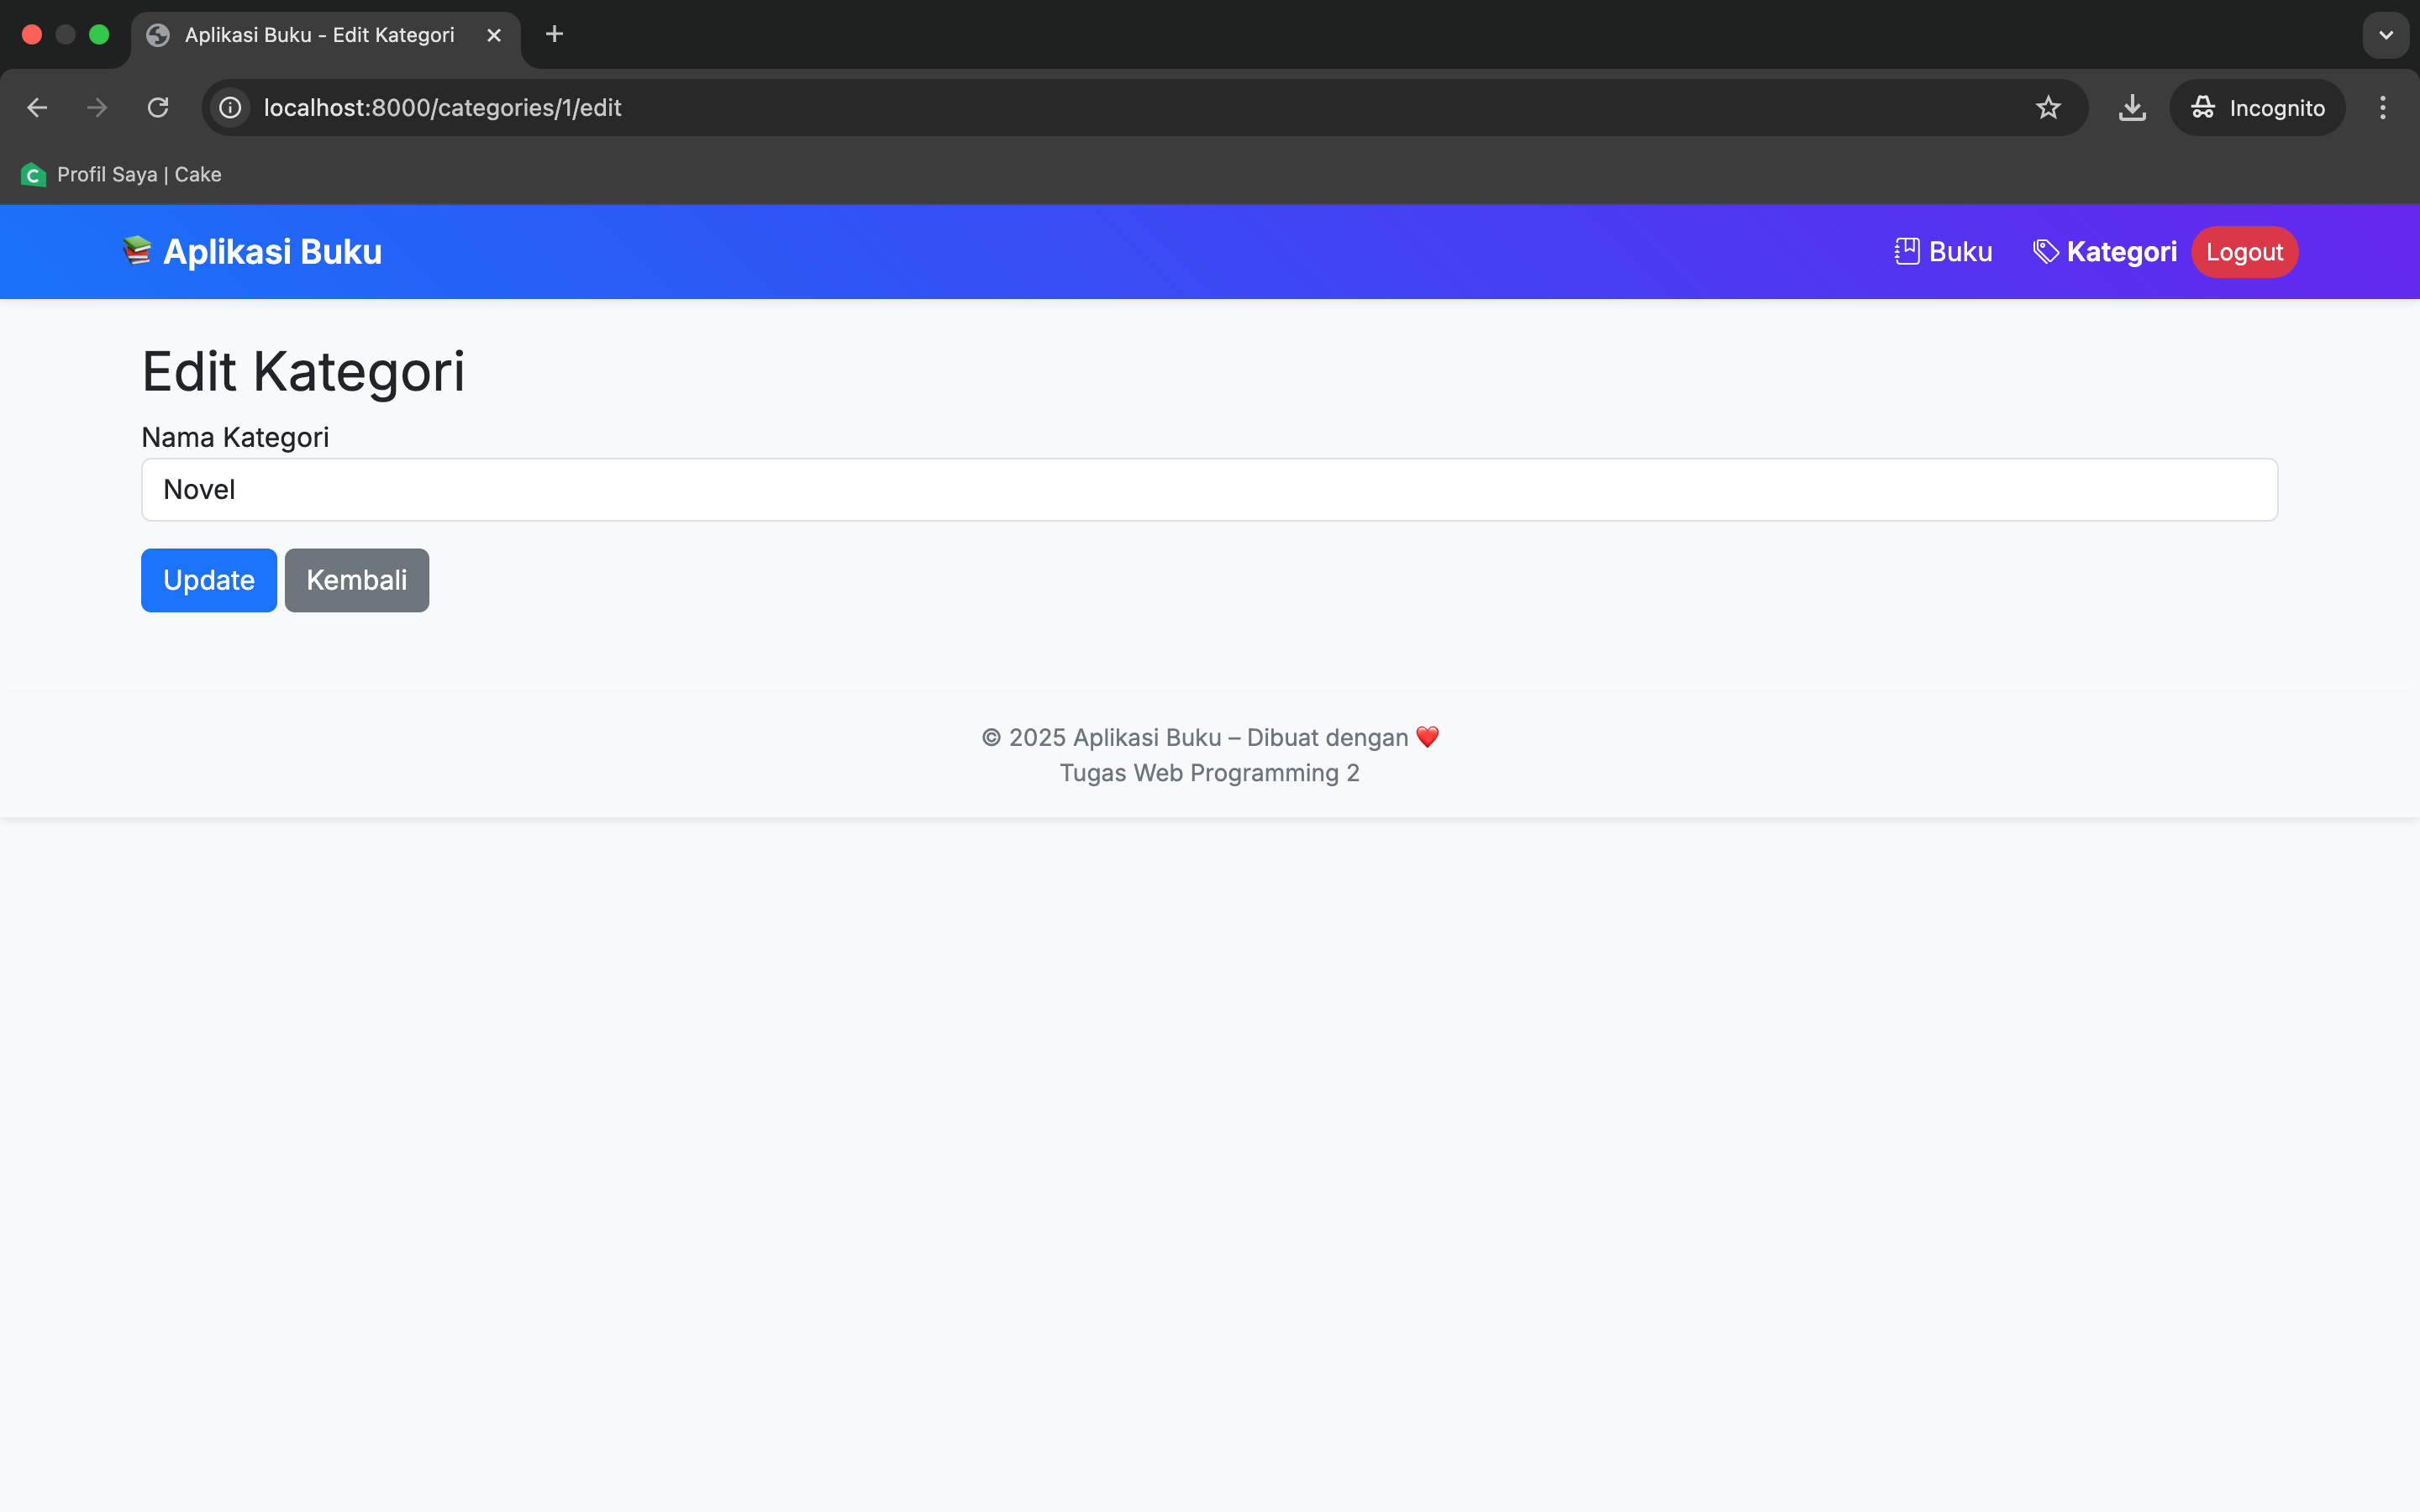 Aplikasi Buku - Edit Kategori
localhost:8000/categories/1/edit
Incognito
Profil Saya | Cake
📚 Aplikasi Buku
Buku
Kategori
Logout
Edit Kategori
Nama Kategori
Novel
Update
Kembali
© 2025 Aplikasi Buku – Dibuat dengan ❤️
Tugas Web Programming 2